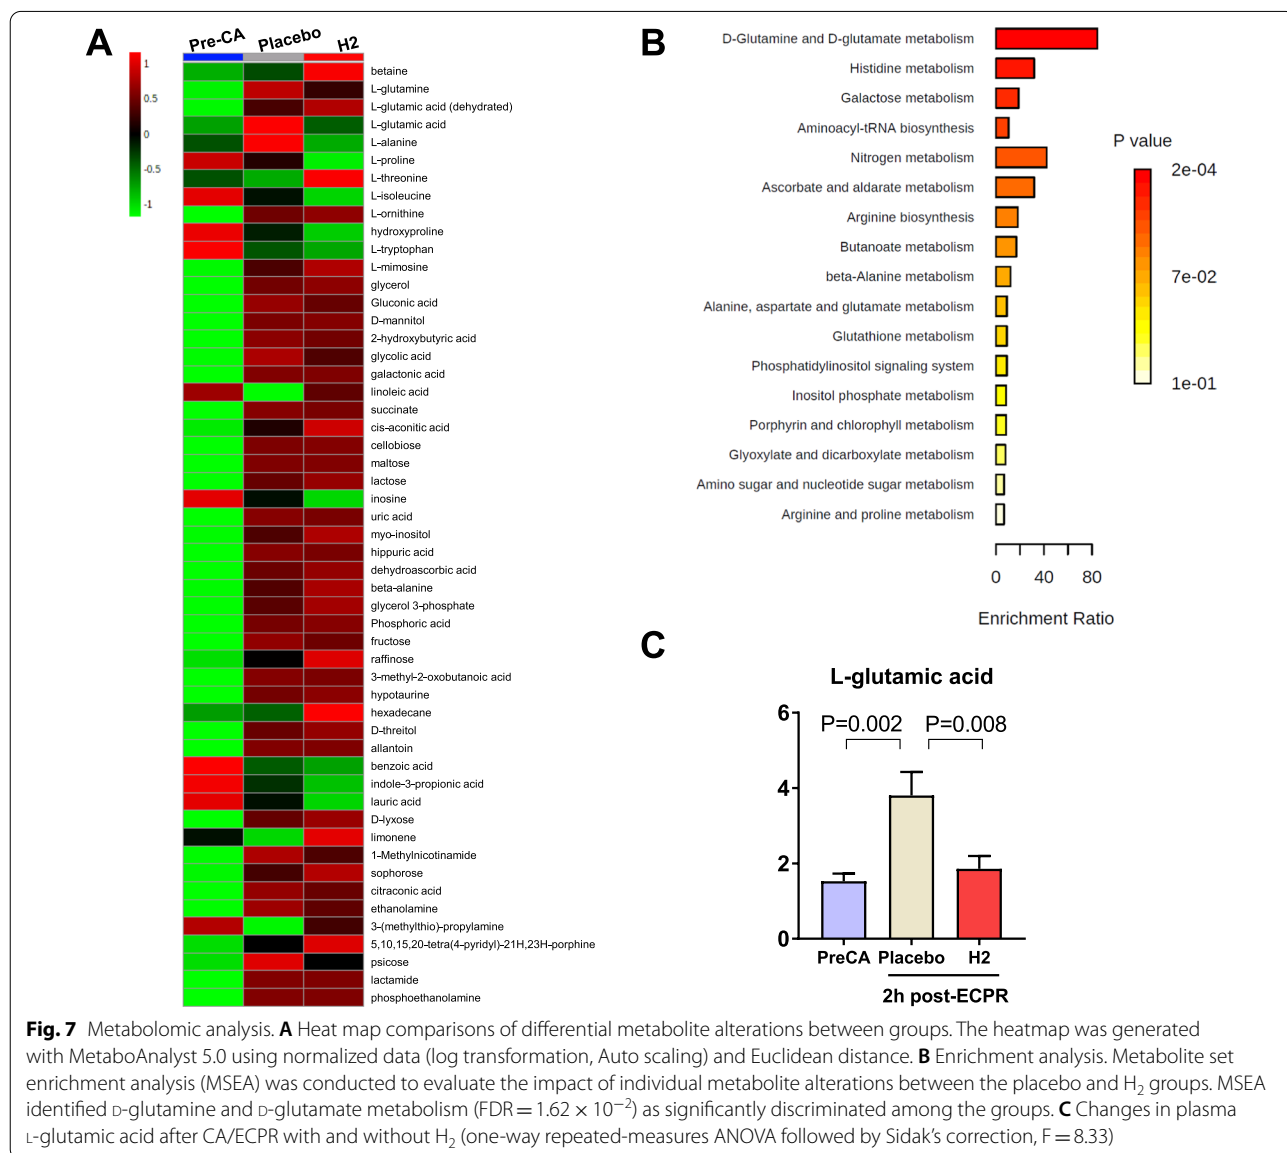 A
Pre-CA Placebo H2
1
0.5
0
-0.5
-1
betaine
L-glutamine
L-glutamic acid (dehydrated)
L-glutamic acid
L-alanine
L-proline
L-threonine
L-isoleucine
L-ornithine
hydroxyproline
L-tryptophan
L-mimosine
glycerol
Gluconic acid
D-mannitol
2-hydroxybutyric acid
glycolic acid
galactonic acid
linoleic acid
succinate
cis-aconitic acid
cellobiose
maltose
lactose
inosine
uric acid
myo-inositol
hippuric acid
dehydroascorbic acid
beta-alanine
glycerol 3-phosphate
Phosphoric acid
fructose
raffinose
3-methyl-2-oxobutanoic acid
hypotaurine
hexadecane
D-threitol
allantoin
benzoic acid
indole-3-propionic acid
lauric acid
D-lyxose
limonene
1-Methylnicotinamide
sophorose
citraconic acid
ethanolamine
3-(methylthio)-propylamine
5,10,15,20-tetra(4-pyridyl)-21H,23H-porphine
psicose
lactamide
phosphoethanolamine
B
D-Glutamine and D-glutamate metabolism
Histidine metabolism
Galactose metabolism
Aminoacyl-tRNA biosynthesis
Nitrogen metabolism
Ascorbate and aldarate metabolism
Arginine biosynthesis
Butanoate metabolism
beta-Alanine metabolism
Alanine, aspartate and glutamate metabolism
Glutathione metabolism
Phosphatidylinositol signaling system
Inositol phosphate metabolism
Porphyrin and chlorophyll metabolism
Glyoxylate and dicarboxylate metabolism
Amino sugar and nucleotide sugar metabolism
Arginine and proline metabolism
0 40 80
Enrichment Ratio
P value
2e-04
7e-02
1e-01
C
L-glutamic acid
P=0.002 P=0.008
6
4
2
0
PreCA Placebo H2
2h post-ECPR
Fig. 7 Metabolomic analysis. A Heat map comparisons of differential metabolite alterations between groups. The heatmap was generated
with MetaboAnalyst 5.0 using normalized data (log transformation, Auto scaling) and Euclidean distance. B Enrichment analysis. Metabolite set
enrichment analysis (MSEA) was conducted to evaluate the impact of individual metabolite alterations between the placebo and H₂ groups. MSEA
identified D-glutamine and D-glutamate metabolism (FDR = 1.62 × 10⁻²) as significantly discriminated among the groups. C Changes in plasma
L-glutamic acid after CA/ECPR with and without H₂ (one-way repeated-measures ANOVA followed by Sidak's correction, F = 8.33)